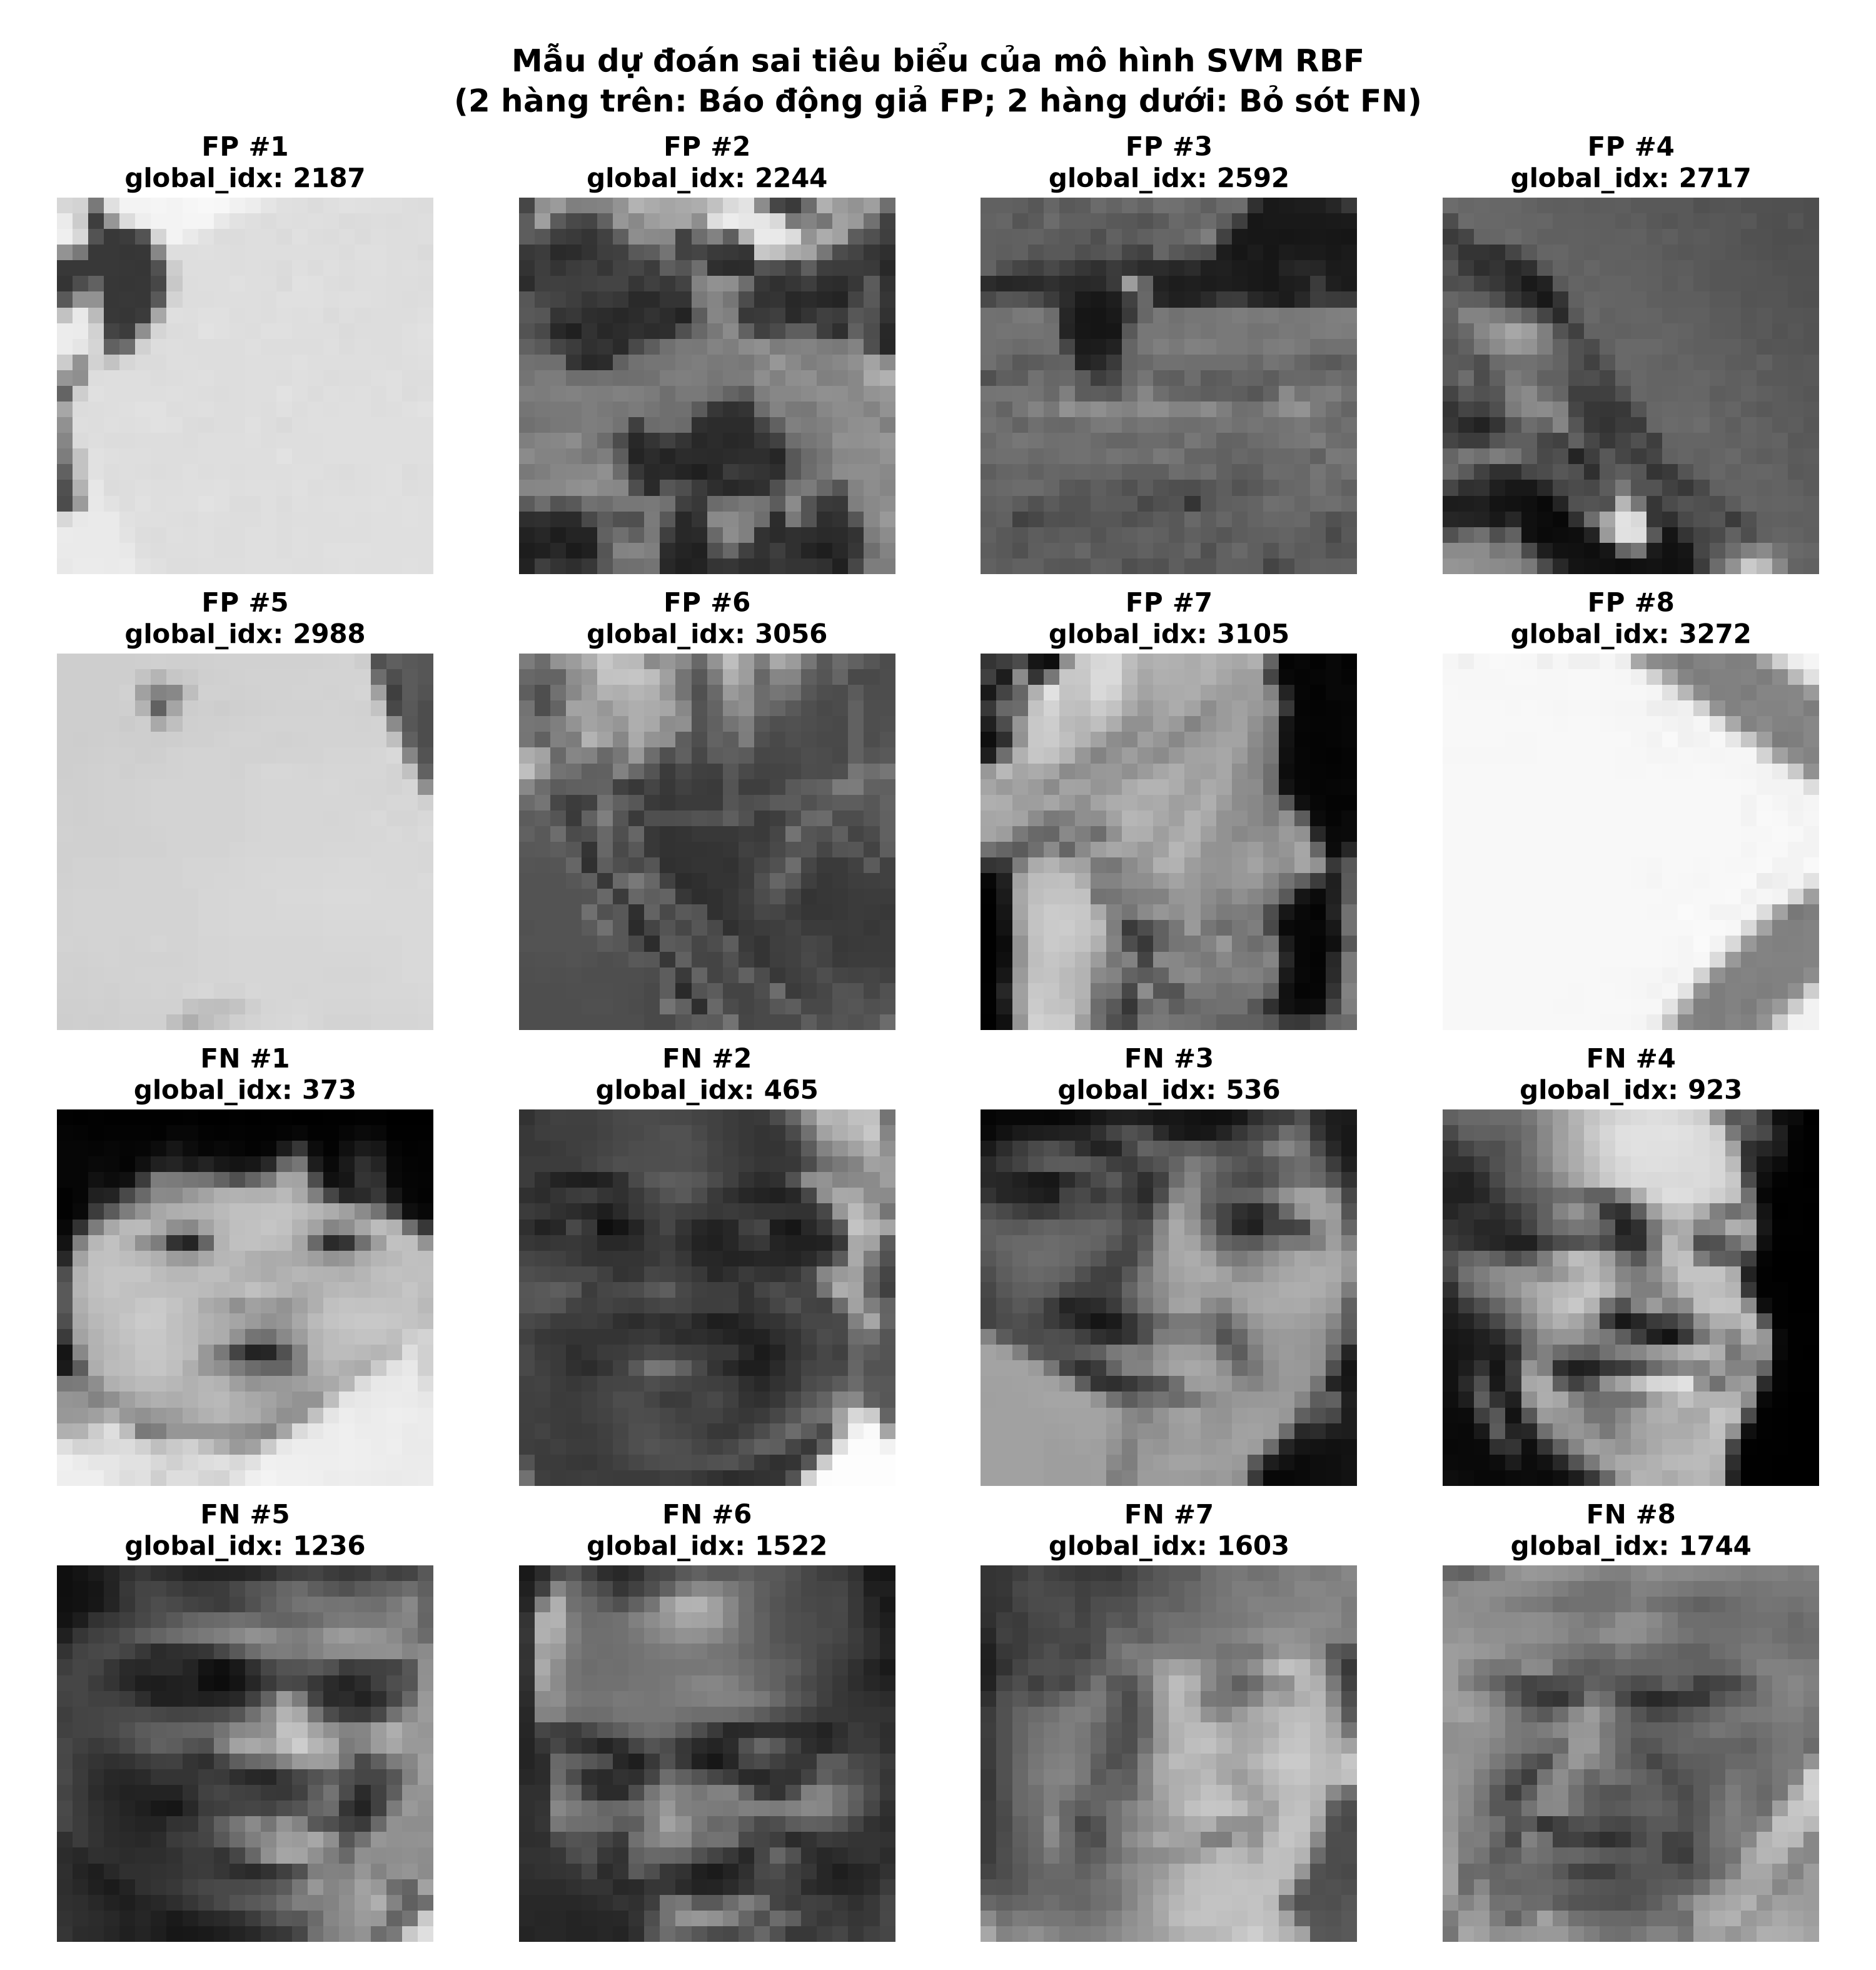 Mẫu dự đoán sai tiêu biểu của mô hình SVM RBF
(2 hàng trên: Báo động giả FP; 2 hàng dưới: Bỏ sót FN)
FP #1
global_idx: 2187
FP #2
global_idx: 2244
FP #3
global_idx: 2592
FP #4
global_idx: 2717
FP #5
global_idx: 2988
FP #6
global_idx: 3056
FP #7
global_idx: 3105
FP #8
global_idx: 3272
FN #1
global_idx: 373
FN #2
global_idx: 465
FN #3
global_idx: 536
FN #4
global_idx: 923
FN #5
global_idx: 1236
FN #6
global_idx: 1522
FN #7
global_idx: 1603
FN #8
global_idx: 1744